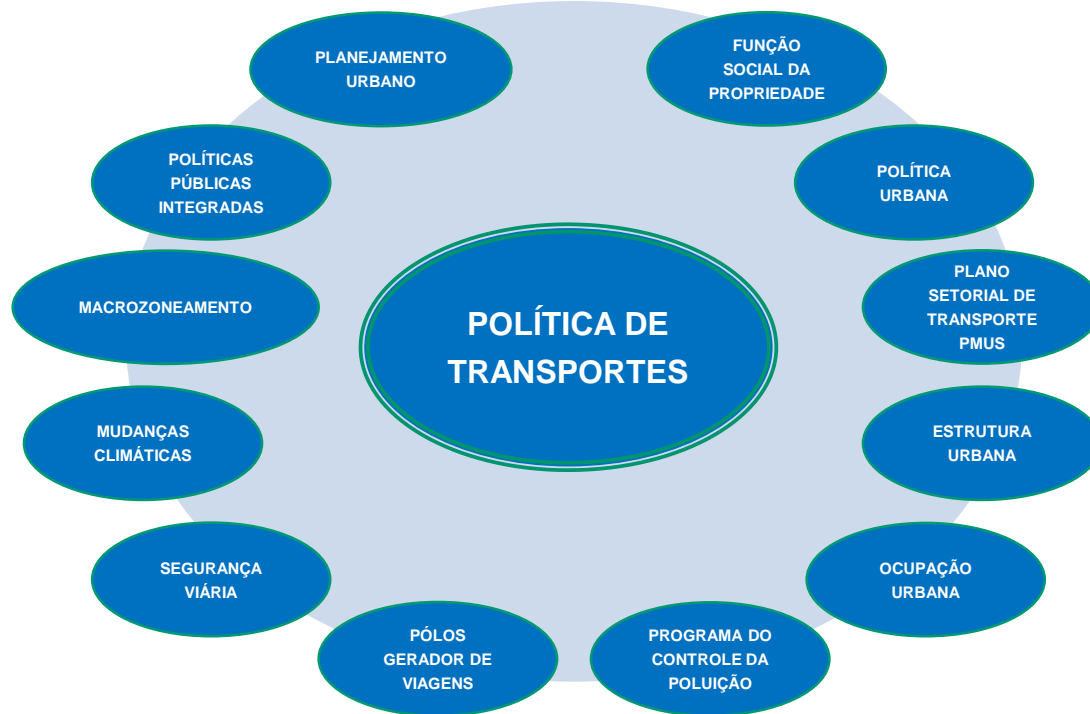 PLANEJAMENTO
URBANO
FUNÇÃO
SOCIAL DA
PROPRIEDADE
POLÍTICAS
PÚBLICAS
INTEGRADAS
POLÍTICA
URBANA
MACROZONEAMENTO
POLÍTICA DE
TRANSPORTES
PLANO
SETORIAL DE
TRANSPORTE
PMUS
MUDANÇAS
CLIMÁTICAS
ESTRUTURA
URBANA
SEGURANÇA
VIÁRIA
OCUPAÇÃO
URBANA
PÓLOS
GERADOR DE
VIAGENS
PROGRAMA DO
CONTROLE DA
POLUIÇÃO